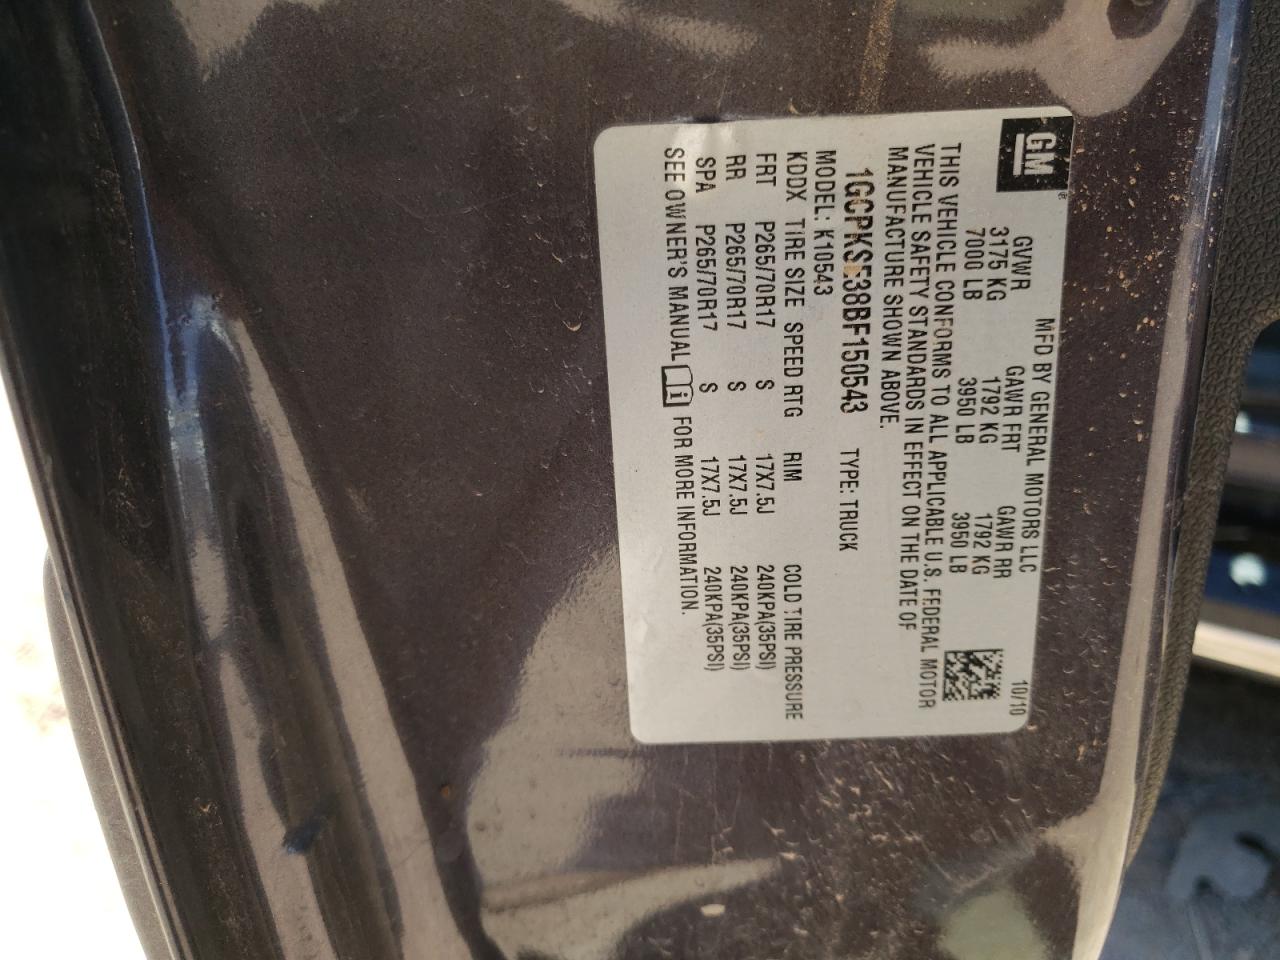 GM
MFD BY GENERAL MOTORS LLC 10/10
GVWR GAWR FRT GAWR RR
3175 KG 1792 KG 1792 KG
7000 LB 3950 LB 3950 LB
THIS VEHICLE CONFORMS TO ALL APPLICABLE U.S. FEDERAL MOTOR
VEHICLE SAFETY STANDARDS IN EFFECT ON THE DATE OF
MANUFACTURE SHOWN ABOVE.
1GCPKSE38BF150543 TYPE: TRUCK
MODEL: K10543
KDDX TIRE SIZE SPEED RTG RIM COLD TIRE PRESSURE
FRT P265/70R17 S 17X7.5J 240KPA(35PSI)
RR P265/70R17 S 17X7.5J 240KPA(35PSI)
SPA P265/70R17 S 17X7.5J 240KPA(35PSI)
SEE OWNER'S MANUAL i FOR MORE INFORMATION.